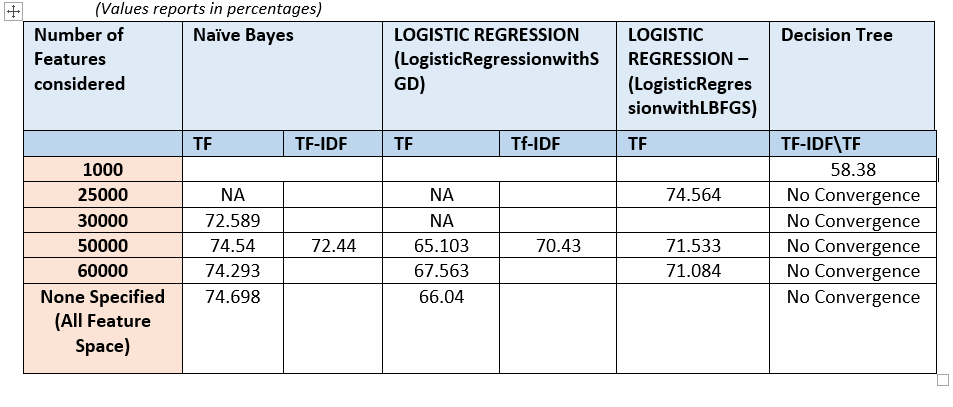 (Values reports in percentages)
Number of Features considered | Naïve Bayes | LOGISTIC REGRESSION (LogisticRegressionwithSGD) | LOGISTIC REGRESSION – (LogisticRegressionwithLBFGS) | Decision Tree
TF | TF-IDF | TF | Tf-IDF | TF | TF-IDF\TF
1000 | 58.38
25000 | NA | NA | 74.564 | No Convergence
30000 | 72.589 | NA | No Convergence
50000 | 74.54 | 72.44 | 65.103 | 70.43 | 71.533 | No Convergence
60000 | 74.293 | 67.563 | 71.084 | No Convergence
None Specified (All Feature Space) | 74.698 | 66.04 | No Convergence